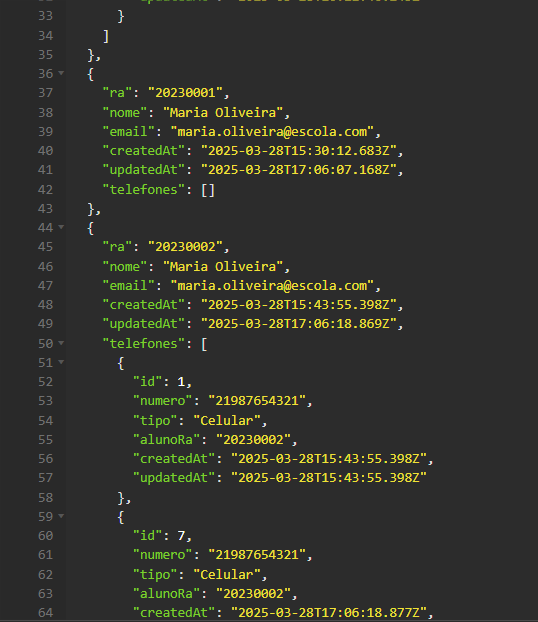 33 }
34 ]
35 },
36 {
37 "ra": "20230001",
38 "nome": "Maria Oliveira",
39 "email": "maria.oliveira@escola.com",
40 "createdAt": "2025-03-28T15:30:12.683Z",
41 "updatedAt": "2025-03-28T17:06:07.168Z",
42 "telefones": []
43 },
44 {
45 "ra": "20230002",
46 "nome": "Maria Oliveira",
47 "email": "maria.oliveira@escola.com",
48 "createdAt": "2025-03-28T15:43:55.398Z",
49 "updatedAt": "2025-03-28T17:06:18.869Z",
50 "telefones": [
51 {
52 "id": 1,
53 "numero": "21987654321",
54 "tipo": "Celular",
55 "alunoRa": "20230002",
56 "createdAt": "2025-03-28T15:43:55.398Z",
57 "updatedAt": "2025-03-28T15:43:55.398Z"
58 },
59 {
60 "id": 7,
61 "numero": "21987654321",
62 "tipo": "Celular",
63 "alunoRa": "20230002",
64 "createdAt": "2025-03-28T17:06:18.877Z",